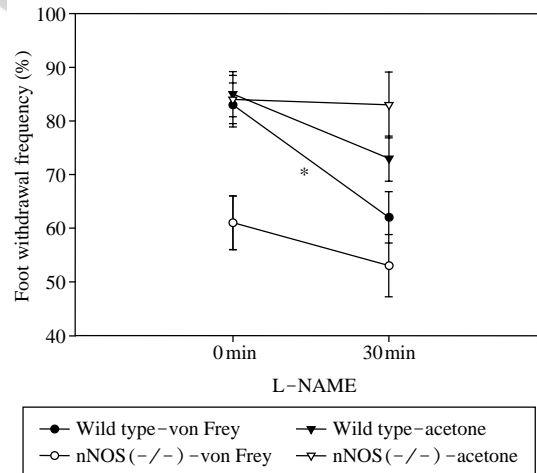 100
90
80
70
60
50
40
Foot withdrawal frequency (%)
*
0 min 30 min
L-NAME
Wild type-von Frey Wild type-acetone
nNOS(-/-)-von Frey nNOS(-/-)-acetone